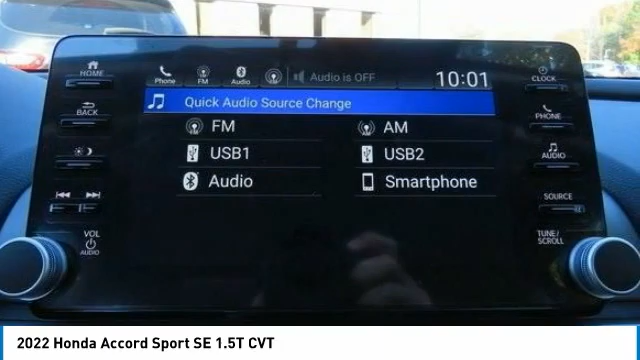 HOME
Phone FM Audio Audio is OFF 10:01
CLOCK
Quick Audio Source Change
BACK
PHONE
FM AM
USB1 USB2
AUDIO
Audio Smartphone
SOURCE
VOL
AUDIO
TUNE/
SCROLL
2022 Honda Accord Sport SE 1.5T CVT